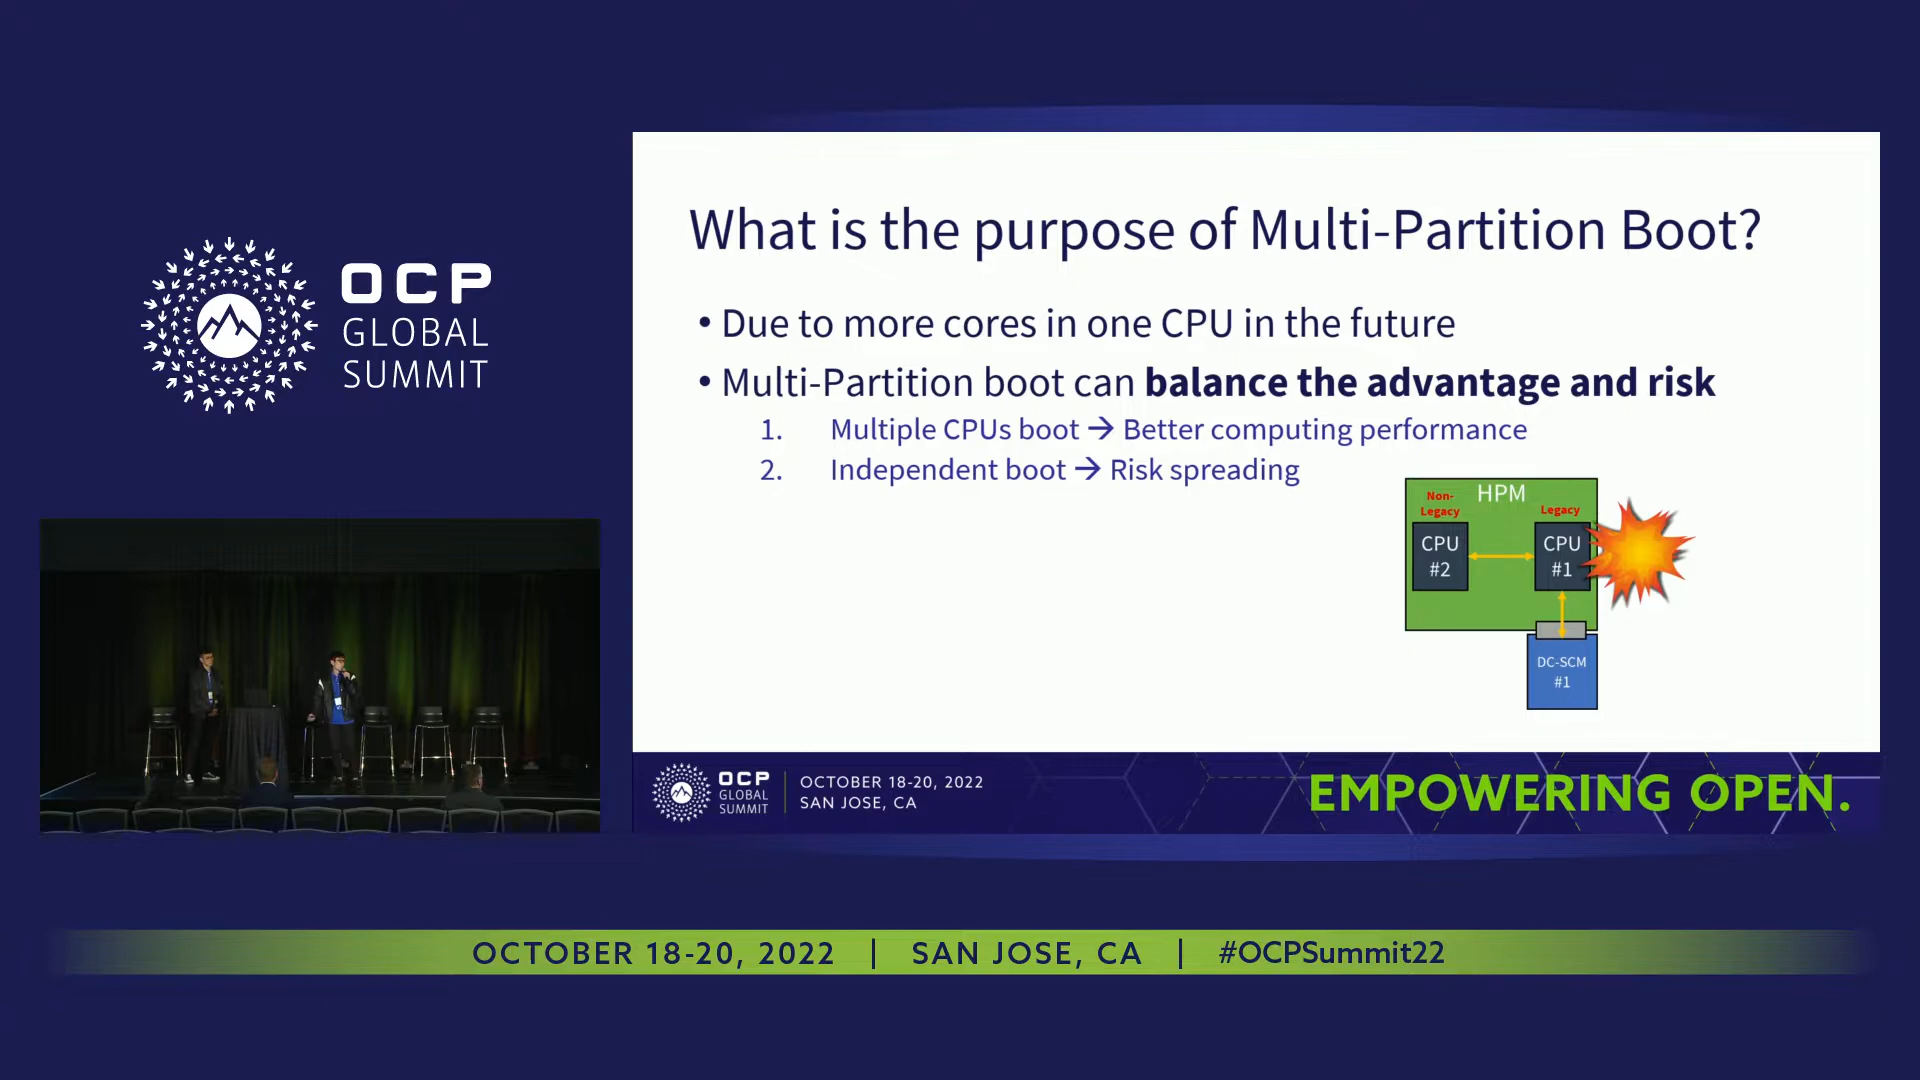 OCP
GLOBAL
SUMMIT
What is the purpose of Multi-Partition Boot?
• Due to more cores in one CPU in the future
• Multi-Partition boot can balance the advantage and risk
1. Multiple CPUs boot → Better computing performance
2. Independent boot → Risk spreading
HPM
Non-
Legacy
Legacy
CPU
#2
CPU
#1
DC-SCM
#1
OCP
GLOBAL
SUMMIT
OCTOBER 18-20, 2022
SAN JOSE, CA
EMPOWERING OPEN.
OCTOBER 18-20, 2022 | SAN JOSE, CA | #OCPSummit22